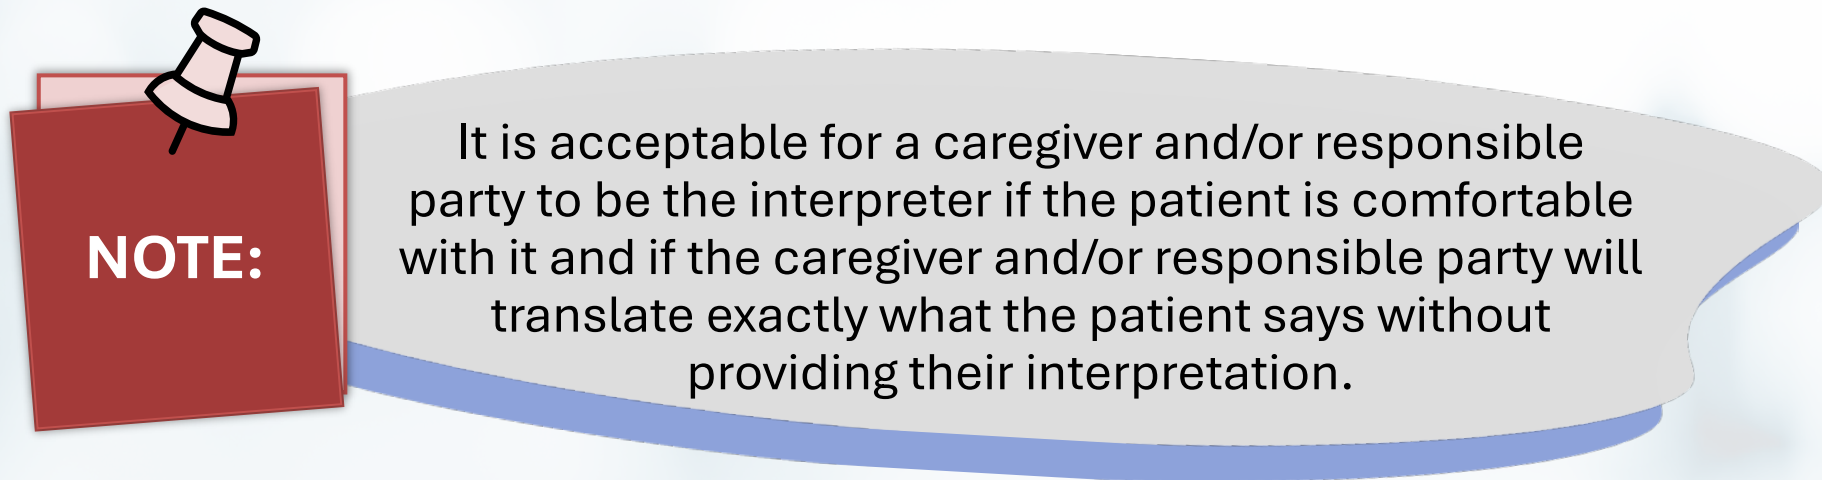 NOTE:
It is acceptable for a caregiver and/or responsible
party to be the interpreter if the patient is comfortable
with it and if the caregiver and/or responsible party will
translate exactly what the patient says without
providing their interpretation.